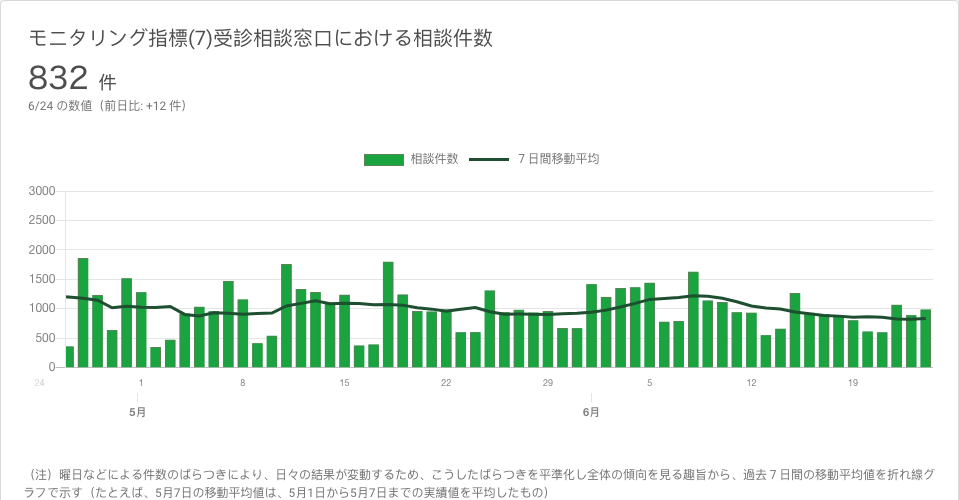 モニタリング指標(7)受診相談窓口における相談件数
832 件
6/24 の数値（前日比: +12 件）
相談件数 7 日間移動平均
3000
2500
2000
1500
1000
500
0
24 1 8 15 22 29 5 12 19
5月 6月
（注）曜日などによる件数のばらつきにより、日々の結果が変動するため、こうしたばらつきを平準化し全体の傾向を見る趣旨から、過去 7 日間の移動平均値を折れ線グ
ラフで示す（たとえば、5月7日の移動平均値は、5月1日から5月7日までの実績値を平均したもの）